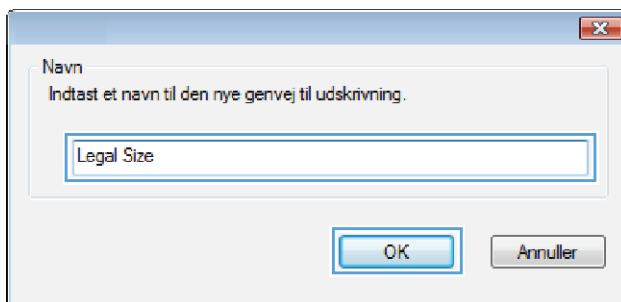 Navn
Indtast et navn til den nye genvej til udskrivning.
Legal Size
OK
Annuller